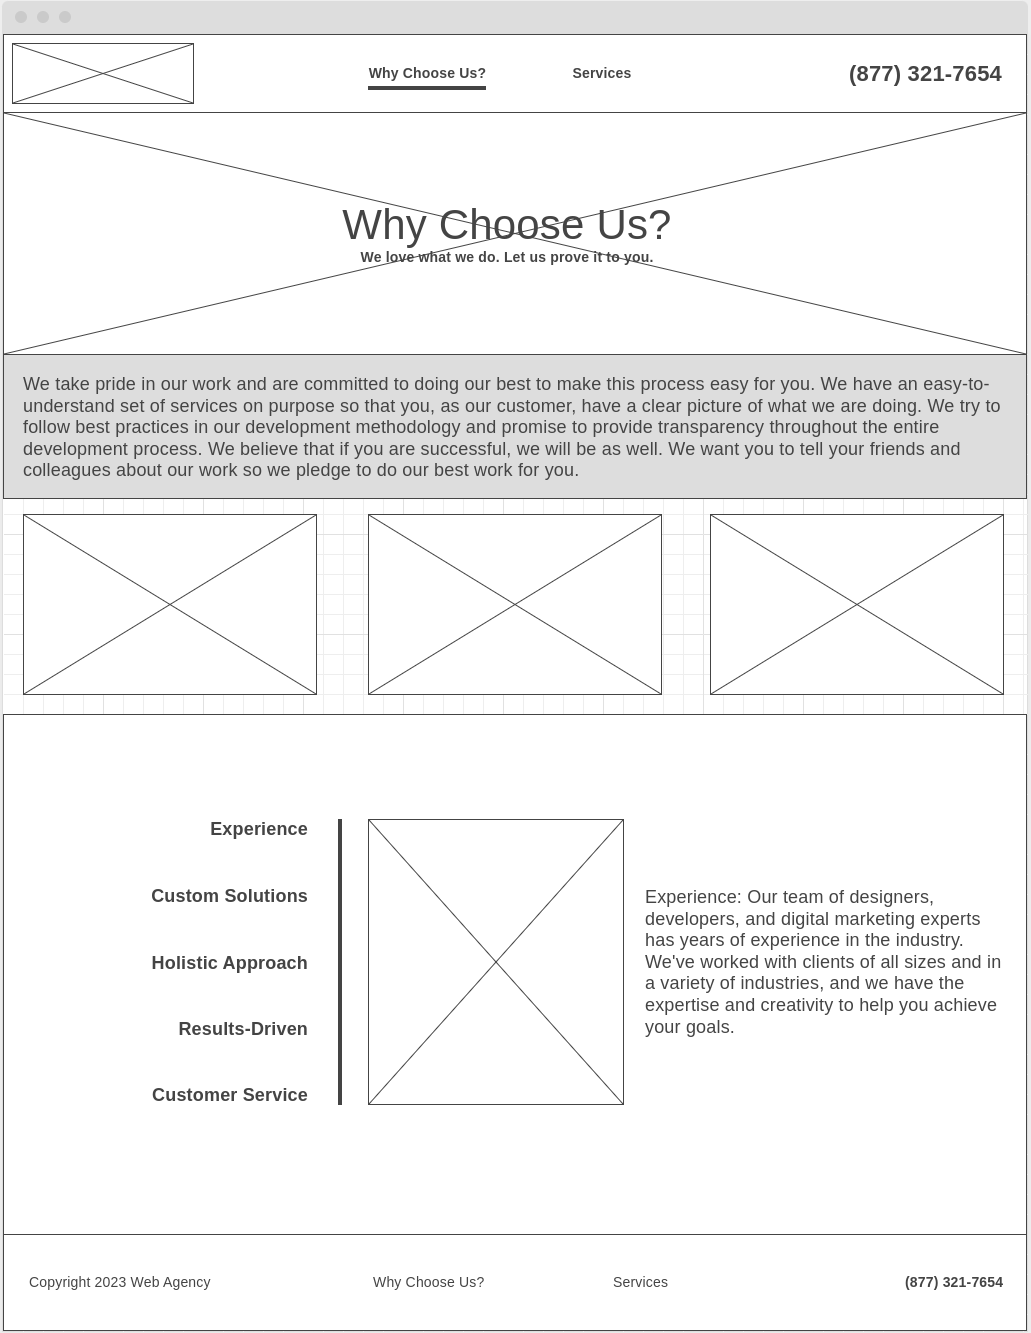 Why Choose Us?
Services
(877) 321-7654
Why Choose Us?
We love what we do. Let us prove it to you.
We take pride in our work and are committed to doing our best to make this process easy for you. We have an easy-to-
understand set of services on purpose so that you, as our customer, have a clear picture of what we are doing. We try to
follow best practices in our development methodology and promise to provide transparency throughout the entire
development process. We believe that if you are successful, we will be as well. We want you to tell your friends and
colleagues about our work so we pledge to do our best work for you.
Experience
Custom Solutions
Holistic Approach
Results-Driven
Customer Service
Experience: Our team of designers,
developers, and digital marketing experts
has years of experience in the industry.
We've worked with clients of all sizes and in
a variety of industries, and we have the
expertise and creativity to help you achieve
your goals.
Copyright 2023 Web Agency
Why Choose Us?
Services
(877) 321-7654